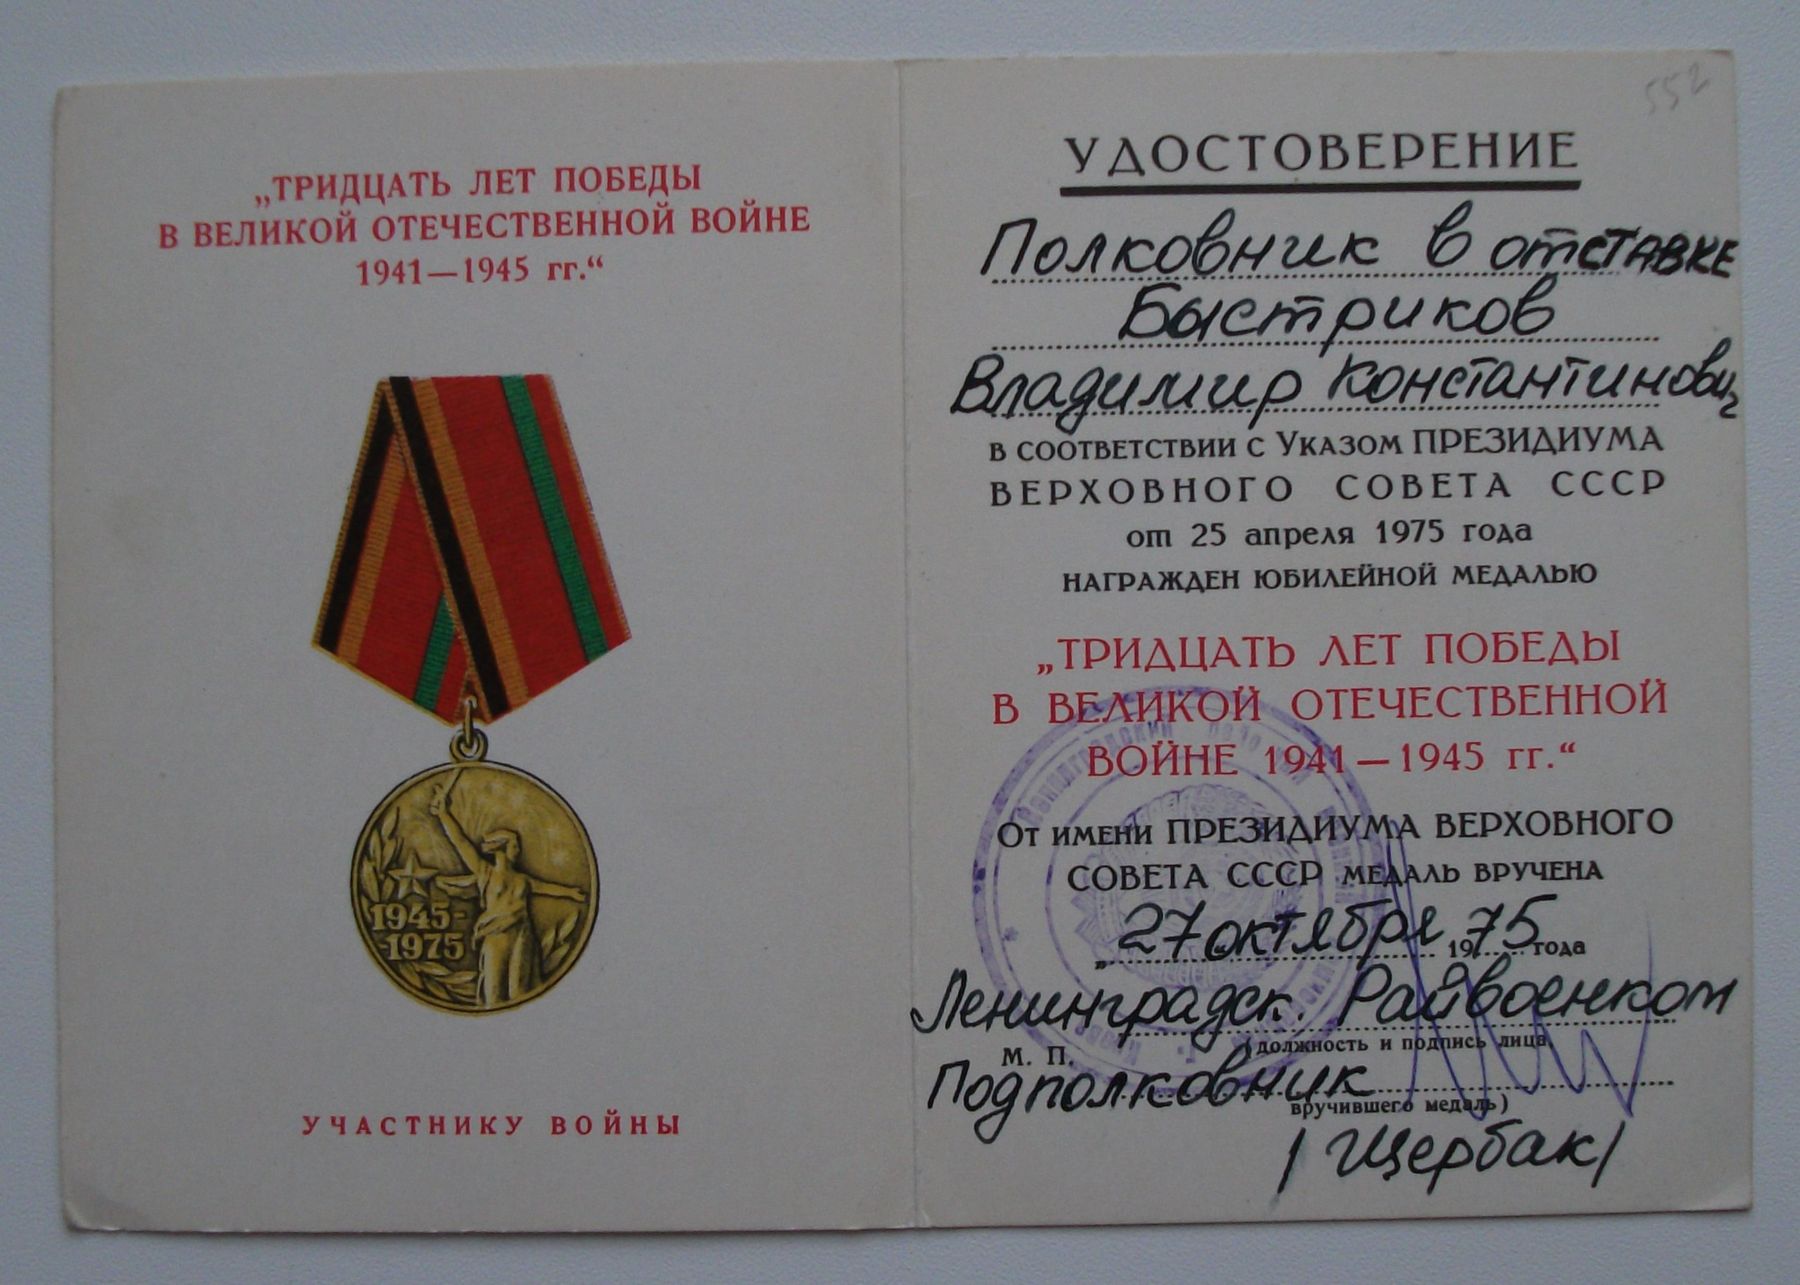 „ТРИДЦАТЬ ЛЕТ ПОБЕДЫ
В ВЕЛИКОЙ ОТЕЧЕСТВЕННОЙ ВОЙНЕ
1941—1945 гг.“
1945-
-1975
УЧАСТНИКУ ВОЙНЫ
552
УДОСТОВЕРЕНИЕ
Полковник в отставке
Быстриков
Владимир Константинович
в соответствии с Указом ПРЕЗИДИУМА
ВЕРХОВНОГО СОВЕТА СССР
от 25 апреля 1975 года
НАГРАЖДЕН ЮБИЛЕЙНОЙ МЕДАЛЬЮ
„ТРИДЦАТЬ ЛЕТ ПОБЕДЫ
В ВЕЛИКОЙ ОТЕЧЕСТВЕННОЙ
ВОЙНЕ 1941—1945 гг.“
От имени ПРЕЗИДИУМА ВЕРХОВНОГО
СОВЕТА СССР МЕДАЛЬ ВРУЧЕНА
„27 октября 1975 года
Ленинградск. Райвоенком
М. П. (должность и подпись лица,
Подполковник
вручившего медаль)
/Щербак/